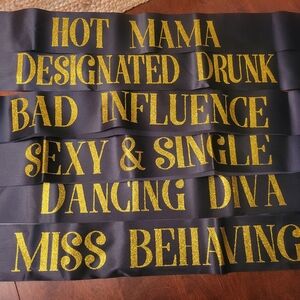 HOT MAMA
DESIGNATED DRUNK
BAD INFLUENCE
SEXY & SINGLE
DANCING DIVA
MISS BEHAVING